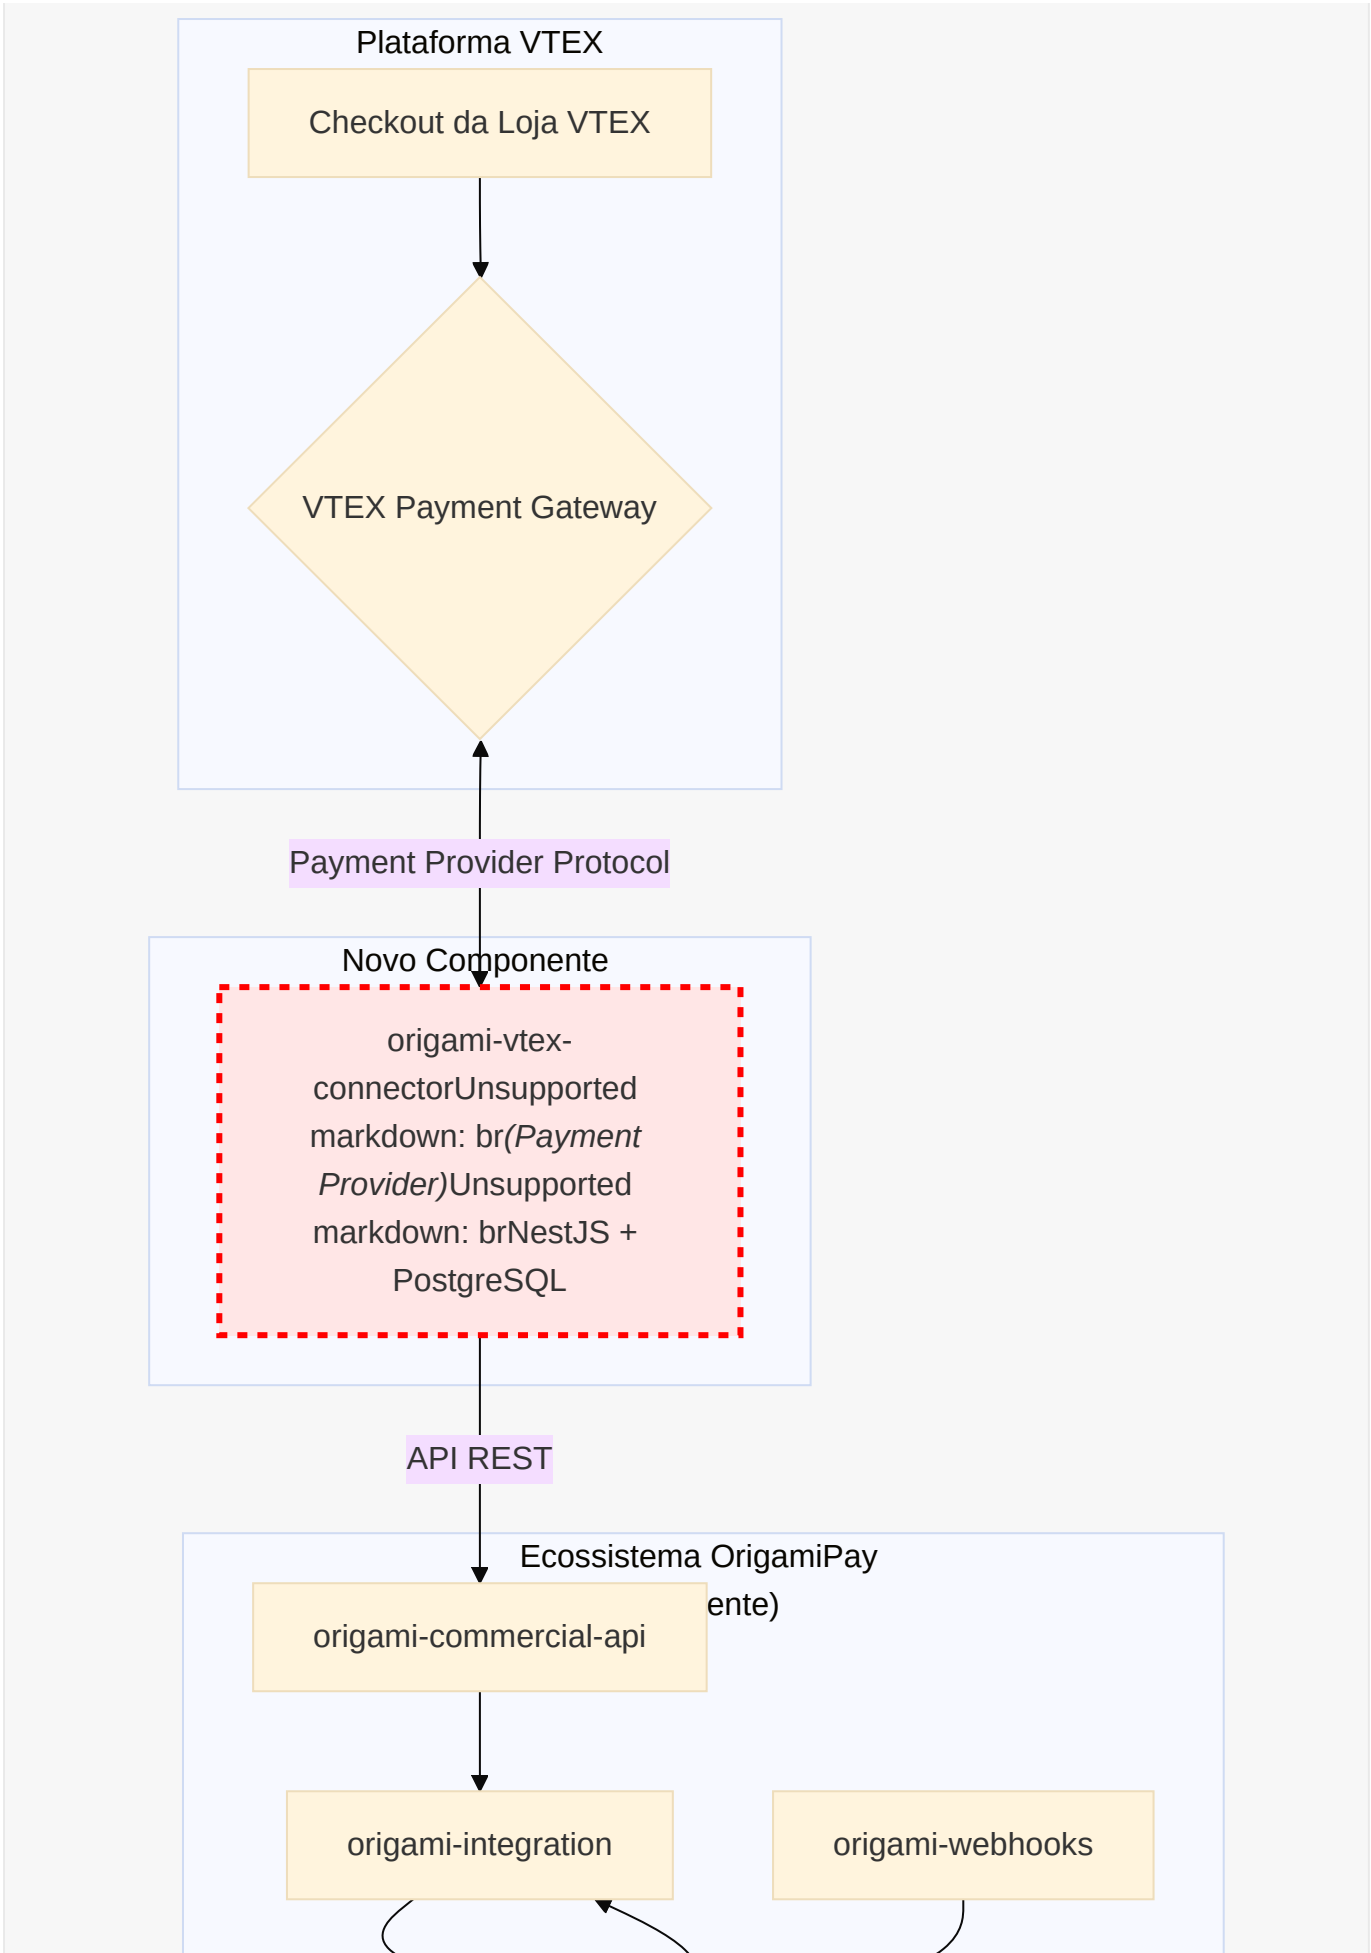 Plataforma VTEX
Checkout da Loja VTEX
VTEX Payment Gateway
Payment Provider Protocol
Novo Componente
origami-vtex-
connectorUnsupported
markdown: br(Payment
Provider)Unsupported
markdown: brNestJS +
PostgreSQL
API REST
Ecossistema OrigamiPay
ente)
origami-commercial-api
origami-integration
origami-webhooks